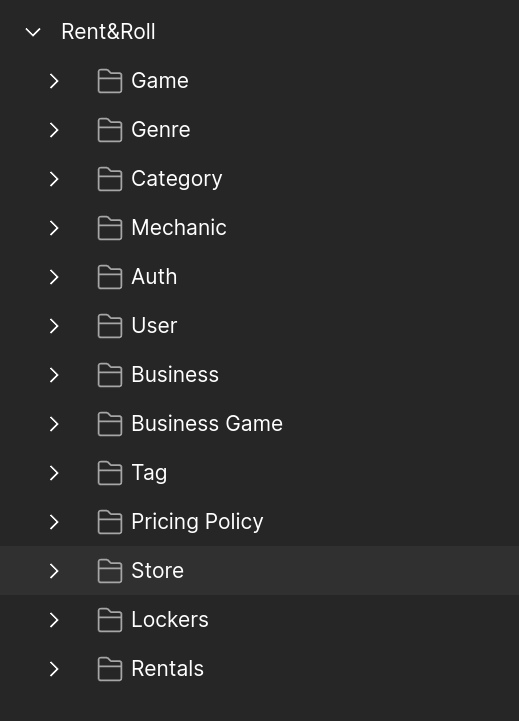 Rent&Roll
Game
Genre
Category
Mechanic
Auth
User
Business
Business Game
Tag
Pricing Policy
Store
Lockers
Rentals